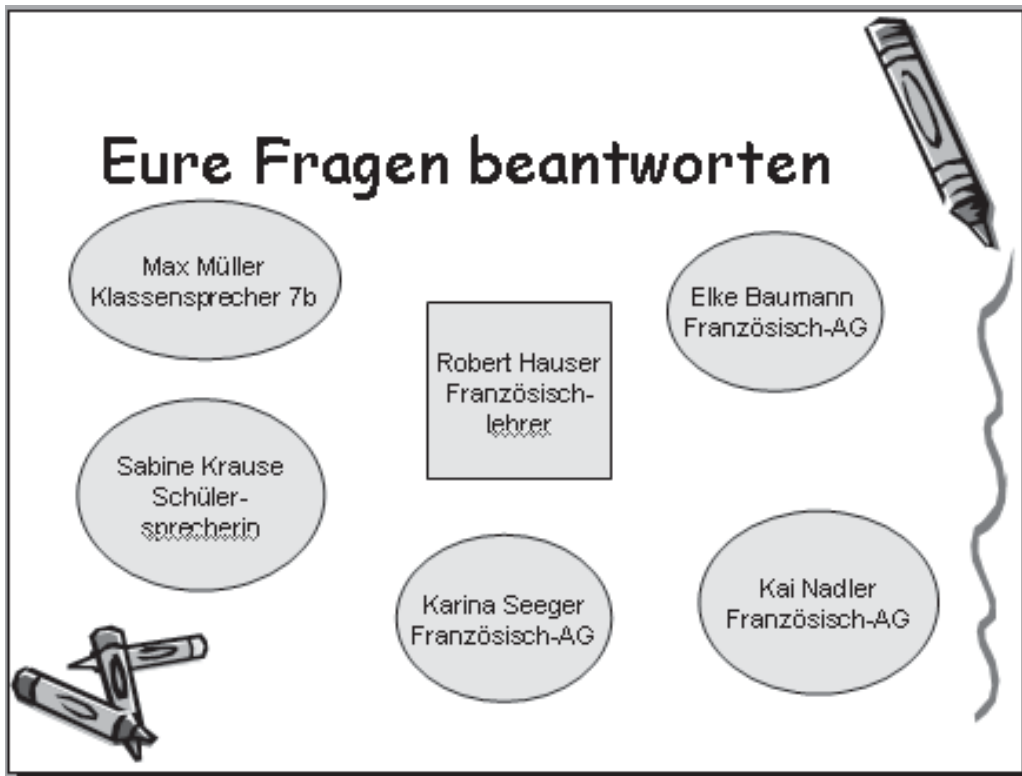 Eure Fragen beantworten
Max Müller
Klassensprecher 7b
Elke Baumann
Französisch-AG
Robert Hauser
Französisch-
lehrer
Sabine Krause
Schüler-
sprecherin
Karina Seeger
Französisch-AG
Kai Nadler
Französisch-AG